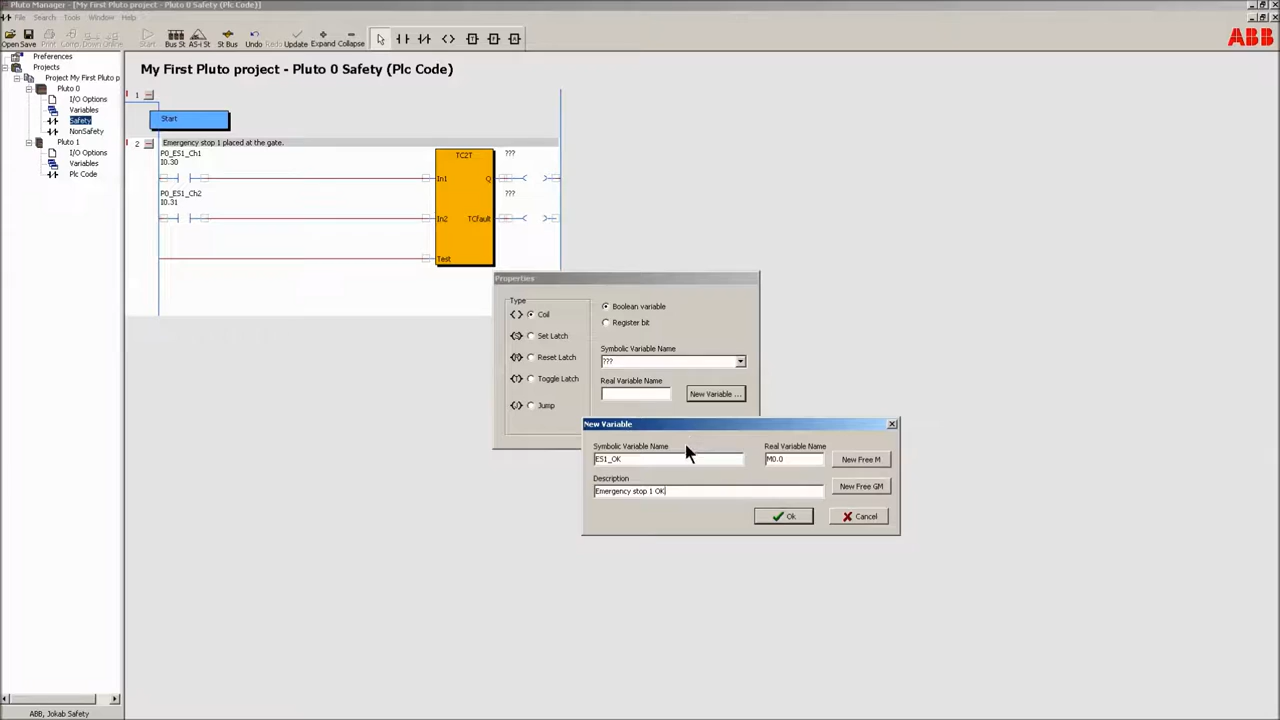 Pluto Manager - [My first Pluto project - Pluto 0 Safety (Plc Code)]
File Search Tools Window Help
Open Save Print Comp. Down Online Start Bus St AS-i St St Bus Undo Redo Update Expand Collapse
ABB
Preferences
Projects
Project My First Pluto p
Pluto 0
I/O Options
Variables
Safety
NonSafety
Pluto 1
I/O Options
Variables
Plc Code
My First Pluto project - Pluto 0 Safety (Plc Code)
1
Start
2
Emergency stop 1 placed at the gate.
P0_ES1_Ch1
I0.30
TC2T
???
In1
Q
P0_ES1_Ch2
I0.31
???
In2
TCfault
Test
Properties
Type
Coil
Set Latch
Reset Latch
Toggle Latch
Jump
Boolean variable
Register bit
Symbolic Variable Name
???
Real Variable Name
New Variable ...
New Variable
Symbolic Variable Name
Real Variable Name
ES1_OK
M0.0
New Free M
Description
Emergency stop 1 OK
New Free GM
Ok
Cancel
ABB, Jokab Safety